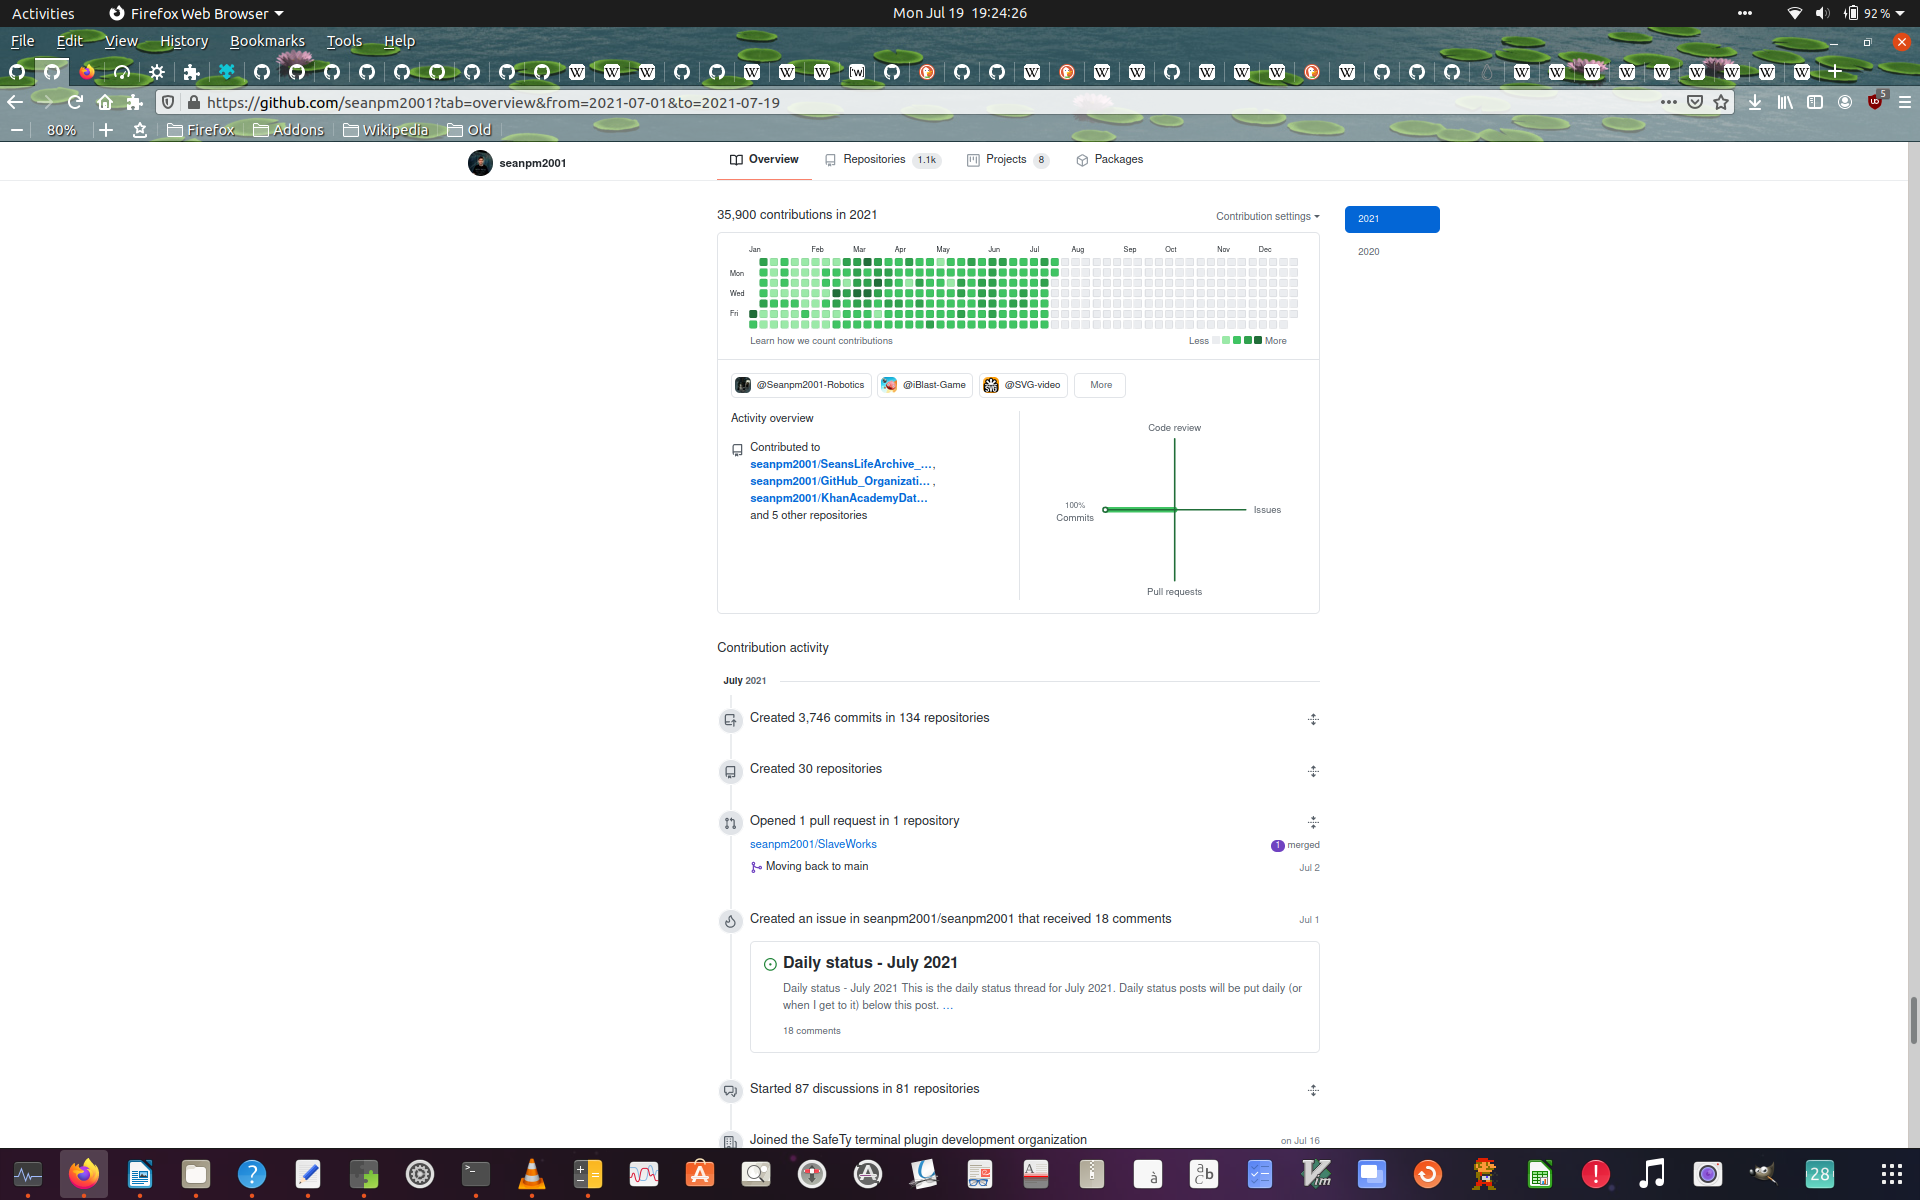 Activities
Firefox Web Browser
Mon Jul 19 19:24:26
92 %
File Edit View History Bookmarks Tools Help
https://github.com/seanpm2001?tab=overview&from=2021-07-01&to=2021-07-19
5
80%
Firefox
Addons
Wikipedia
Old
seanpm2001
Overview
Repositories 1.1k
Projects 8
Packages
35,900 contributions in 2021
Contribution settings
2021
2020
Jan Feb Mar Apr May Jun Jul Aug Sep Oct Nov Dec
Mon
Wed
Fri
Learn how we count contributions
Less
More
@Seanpm2001-Robotics
@iBlast-Game
@SVG-video
More
Activity overview
Contributed to
seanpm2001/SeansLifeArchive_...,
seanpm2001/GitHub_Organizati... ,
seanpm2001/KhanAcademyDat...
and 5 other repositories
Code review
100%
Commits
Issues
Pull requests
Contribution activity
July 2021
Created 3,746 commits in 134 repositories
Created 30 repositories
Opened 1 pull request in 1 repository
seanpm2001/SlaveWorks
1 merged
Moving back to main
Jul 2
Created an issue in seanpm2001/seanpm2001 that received 18 comments
Jul 1
Daily status - July 2021
Daily status - July 2021 This is the daily status thread for July 2021. Daily status posts will be put daily (or
when I get to it) below this post. ...
18 comments
Started 87 discussions in 81 repositories
Joined the SafeTy terminal plugin development organization
on Jul 16
28